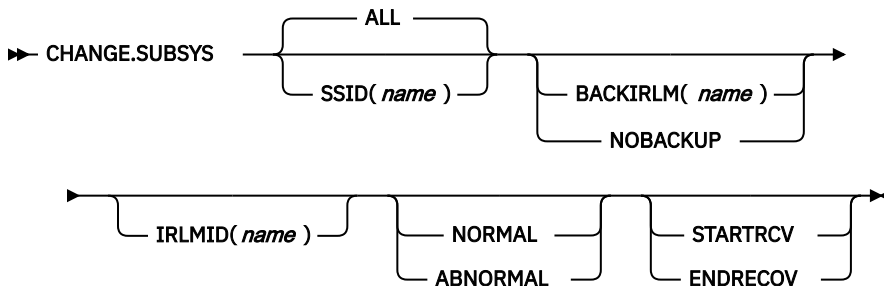 ALL
CHANGE.SUBSYS
SSID( name )
BACKIRLM( name )
NOBACKUP
IRLMID( name )
NORMAL
STARTRCV
ABNORMAL
ENDRECOV